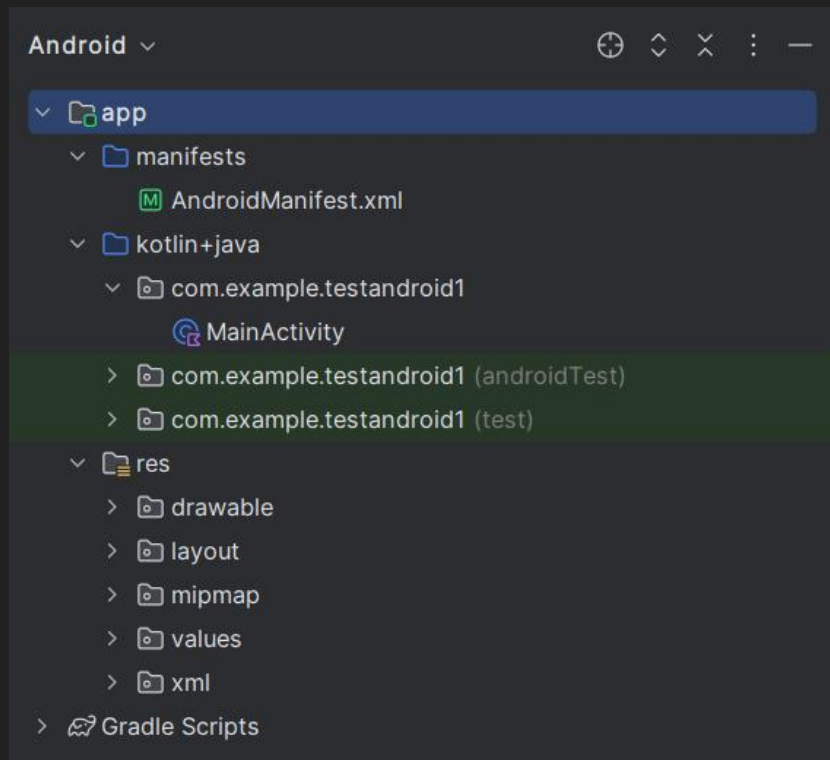 Android
app
manifests
AndroidManifest.xml
kotlin+java
com.example.testandroid1
MainActivity
com.example.testandroid1 (androidTest)
com.example.testandroid1 (test)
res
drawable
layout
mipmap
values
xml
Gradle Scripts